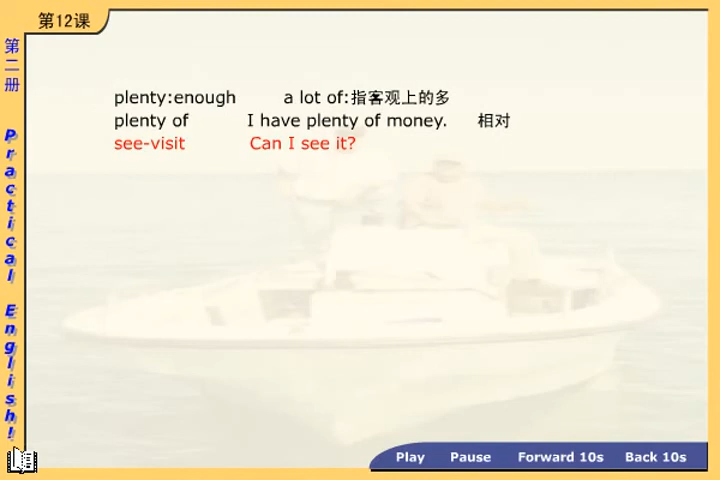 第12课
第二册
Practical English!
plenty:enough a lot of:指客观上的多
plenty of I have plenty of money. 相对
see-visit Can I see it?
Play Pause Forward 10s Back 10s